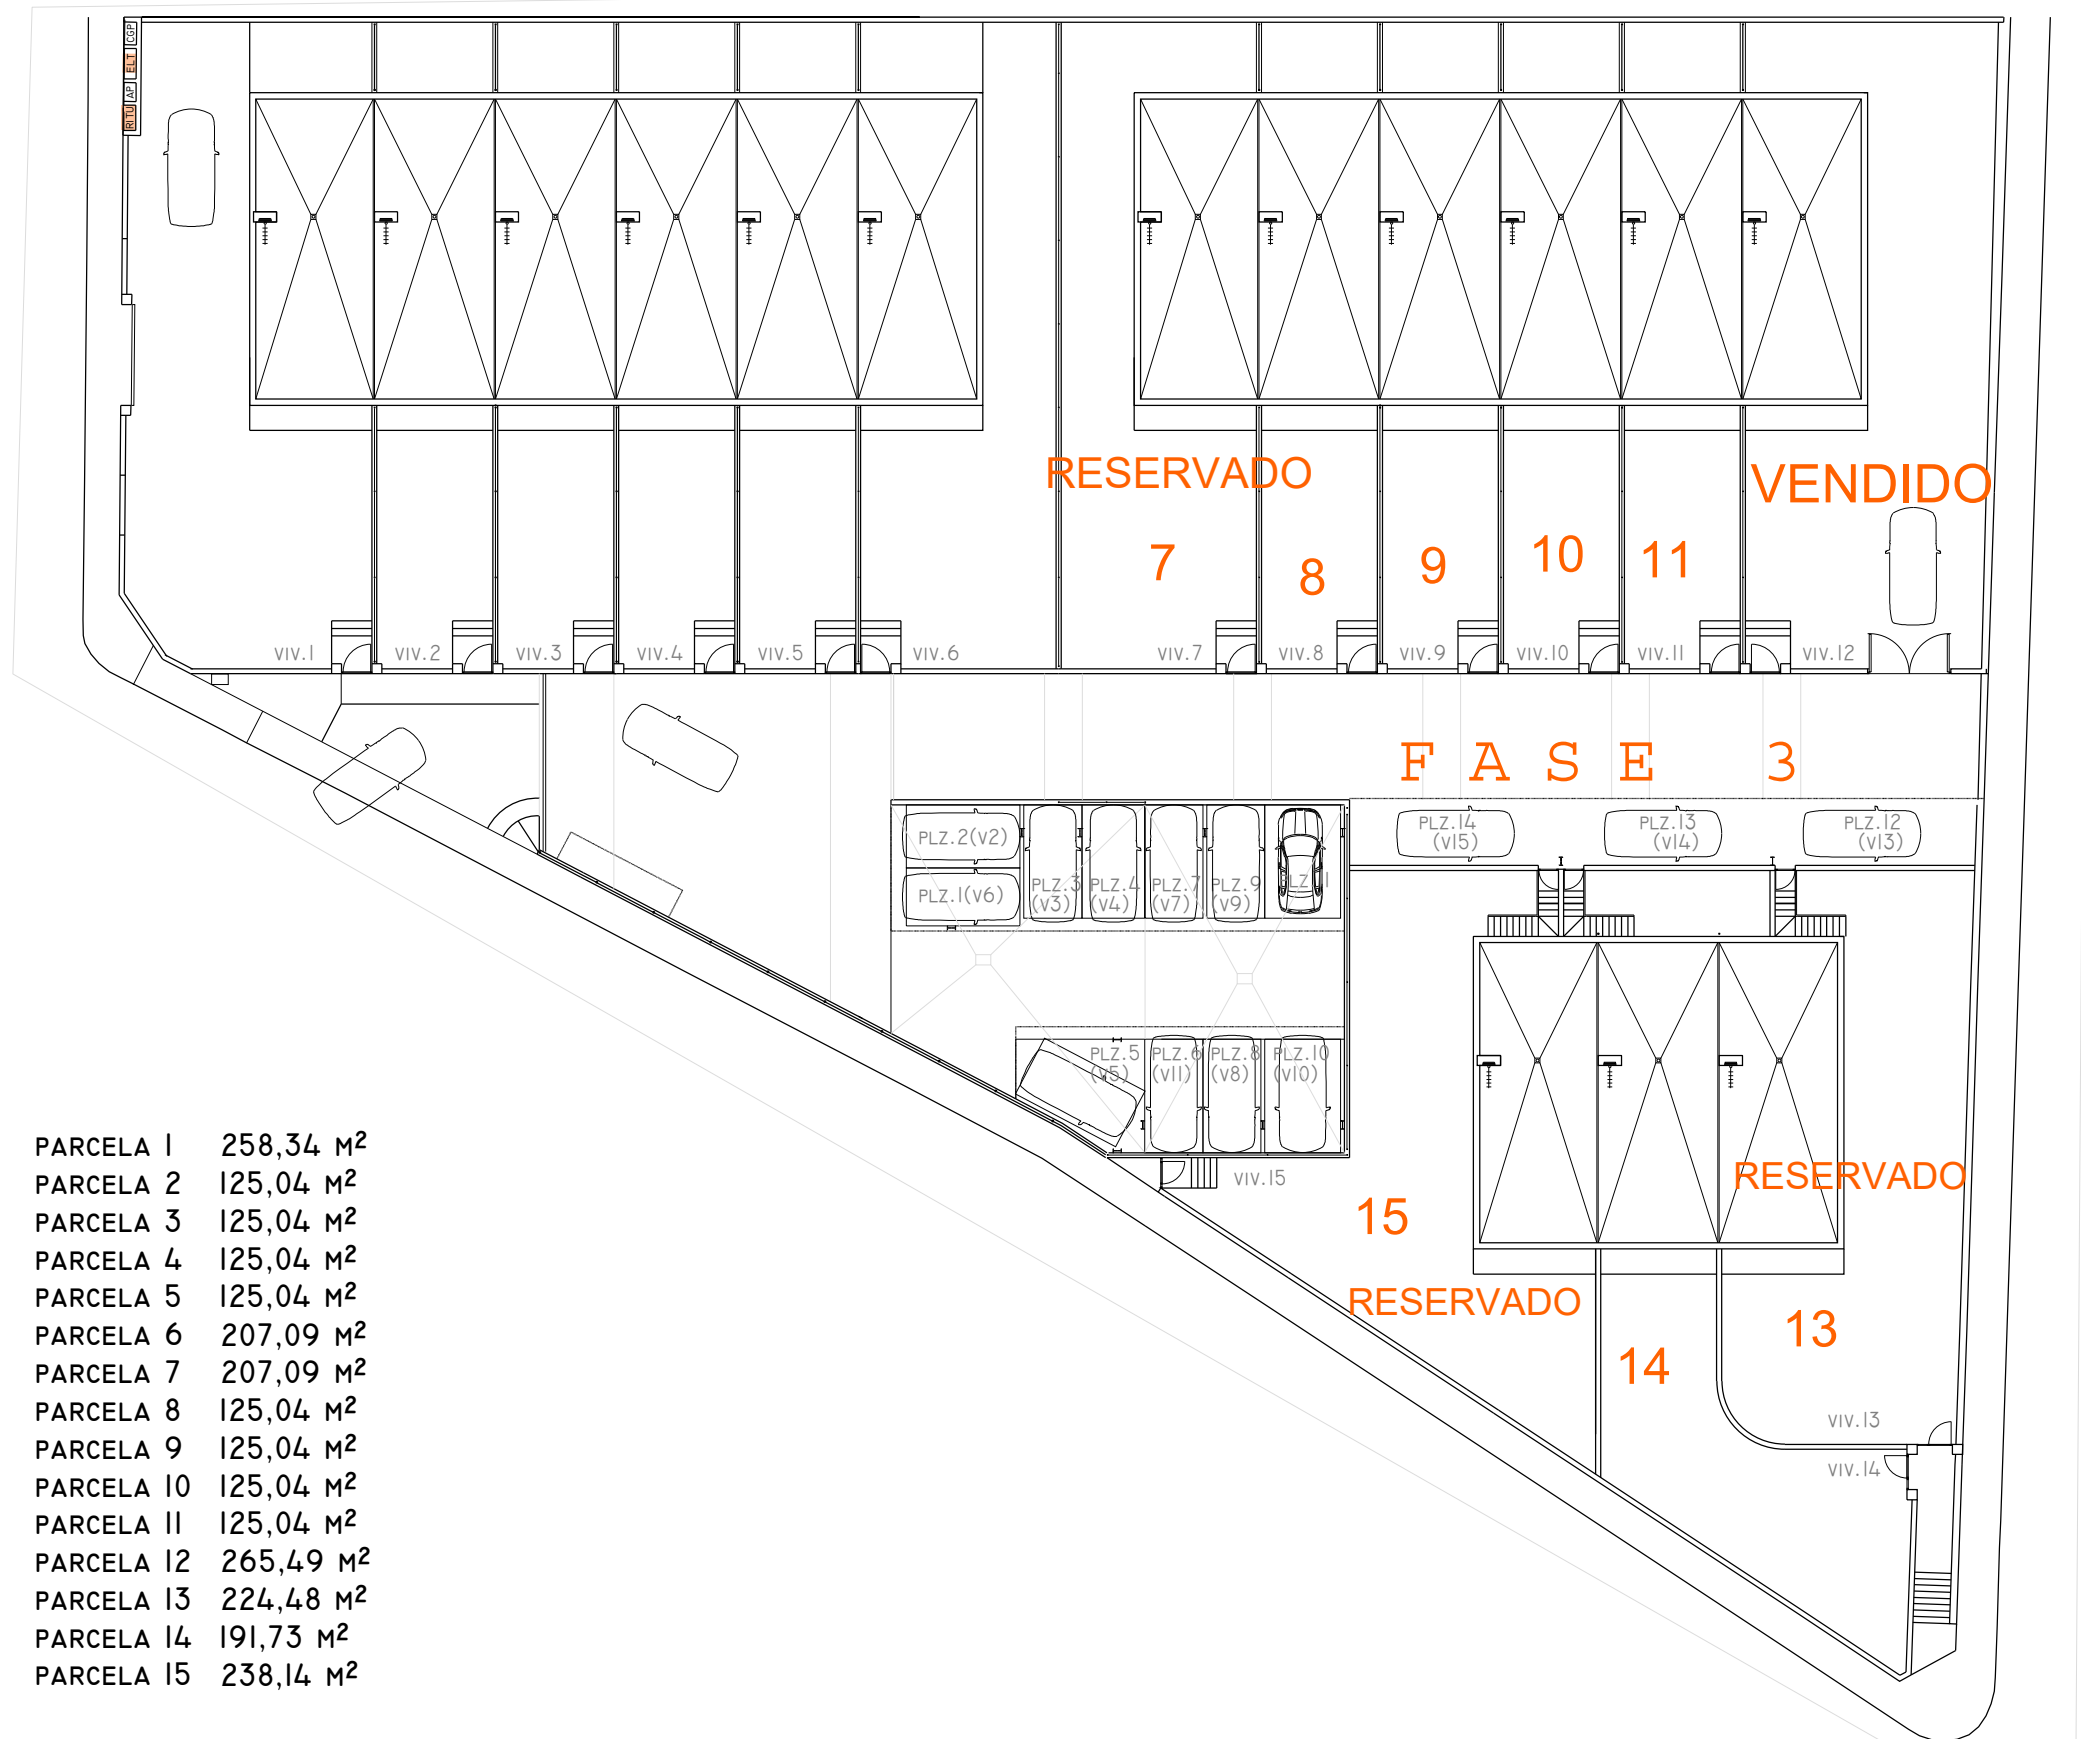 CGP
ELT
AP
RITU
RESERVADO
VENDIDO
7
8
9
10
11
VIV.1
VIV.2
VIV.3
VIV.4
VIV.5
VIV.6
VIV.7
VIV.8
VIV.9
VIV.10
VIV.11
VIV.12
FASE 3
PLZ.14
(V15)
PLZ.13
(V14)
PLZ.12
(V13)
PLZ.2(V2)
PLZ.1(V6)
PLZ.3
(V3)
PLZ.4
(V4)
PLZ.7
(V7)
PLZ.9
(V9)
PLZ.5
(V5)
PLZ.6
(V11)
PLZ.8
(V8)
PLZ.10
(V10)
VIV.15
15
RESERVADO
RESERVADO
14
13
VIV.13
VIV.14
PARCELA 1 258,34 M²
PARCELA 2 125,04 M²
PARCELA 3 125,04 M²
PARCELA 4 125,04 M²
PARCELA 5 125,04 M²
PARCELA 6 207,09 M²
PARCELA 7 207,09 M²
PARCELA 8 125,04 M²
PARCELA 9 125,04 M²
PARCELA 10 125,04 M²
PARCELA 11 125,04 M²
PARCELA 12 265,49 M²
PARCELA 13 224,48 M²
PARCELA 14 191,73 M²
PARCELA 15 238,14 M²